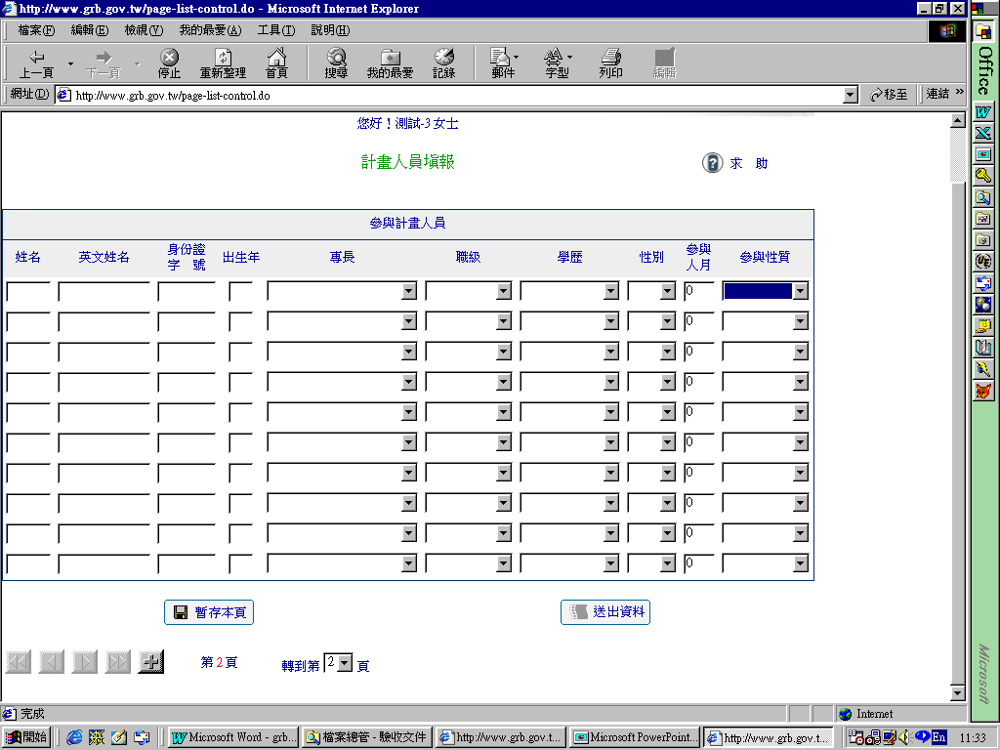 http://www.grb.gov.tw/page-list-control.do - Microsoft Internet Explorer
檔案(F) 編輯(E) 檢視(V) 我的最愛(A) 工具(T) 說明(H)
上一頁 下一頁 停止 重新整理 首頁 搜尋 我的最愛 記錄 郵件 字型 列印 編輯
網址(D) http://www.grb.gov.tw/page-list-control.do 移至 連結 »
Office
您好！測試-3 女士
計畫人員填報
求 助
參與計畫人員
姓名 英文姓名 身份證字 號 出生年 專長 職級 學歷 性別 參與人月 參與性質
0
0
0
0
0
0
0
0
0
0
暫存本頁 送出資料
第 2 頁 轉到第 2 頁
Microsoft
完成 Internet
開始 Microsoft Word - grb... 檔案總管 - 驗收文件 http://www.grb.gov.t... Microsoft PowerPoint... http://www.grb.gov.t... En 11:33